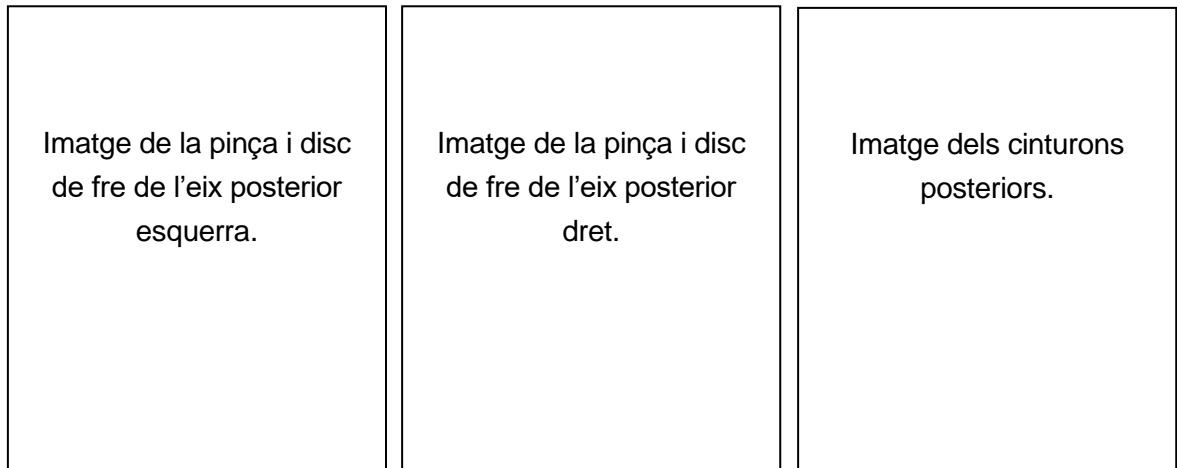 Imatge de la pinça i disc
de fre de l’eix posterior
esquerra.
Imatge de la pinça i disc
de fre de l’eix posterior
dret.
Imatge dels cinturons
posteriors.